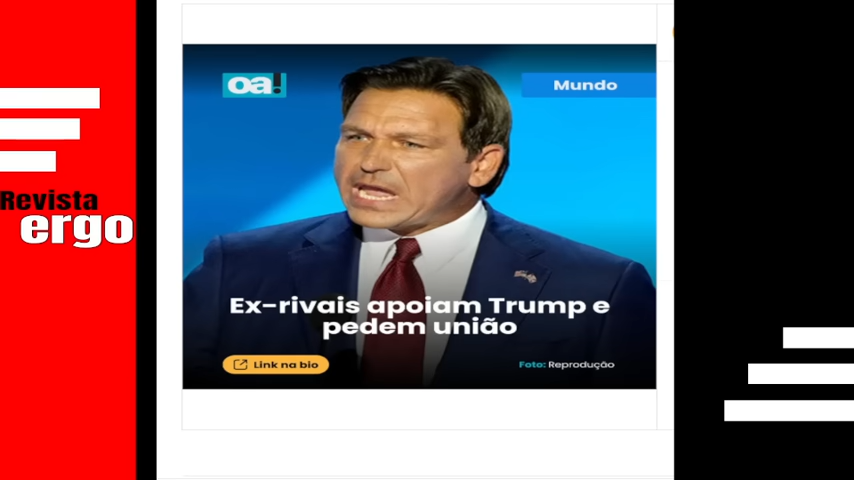 oa!
Mundo
Revista
ergo
Ex-rivais apoiam Trump e
pedem união
Link na bio
Foto: Reprodução